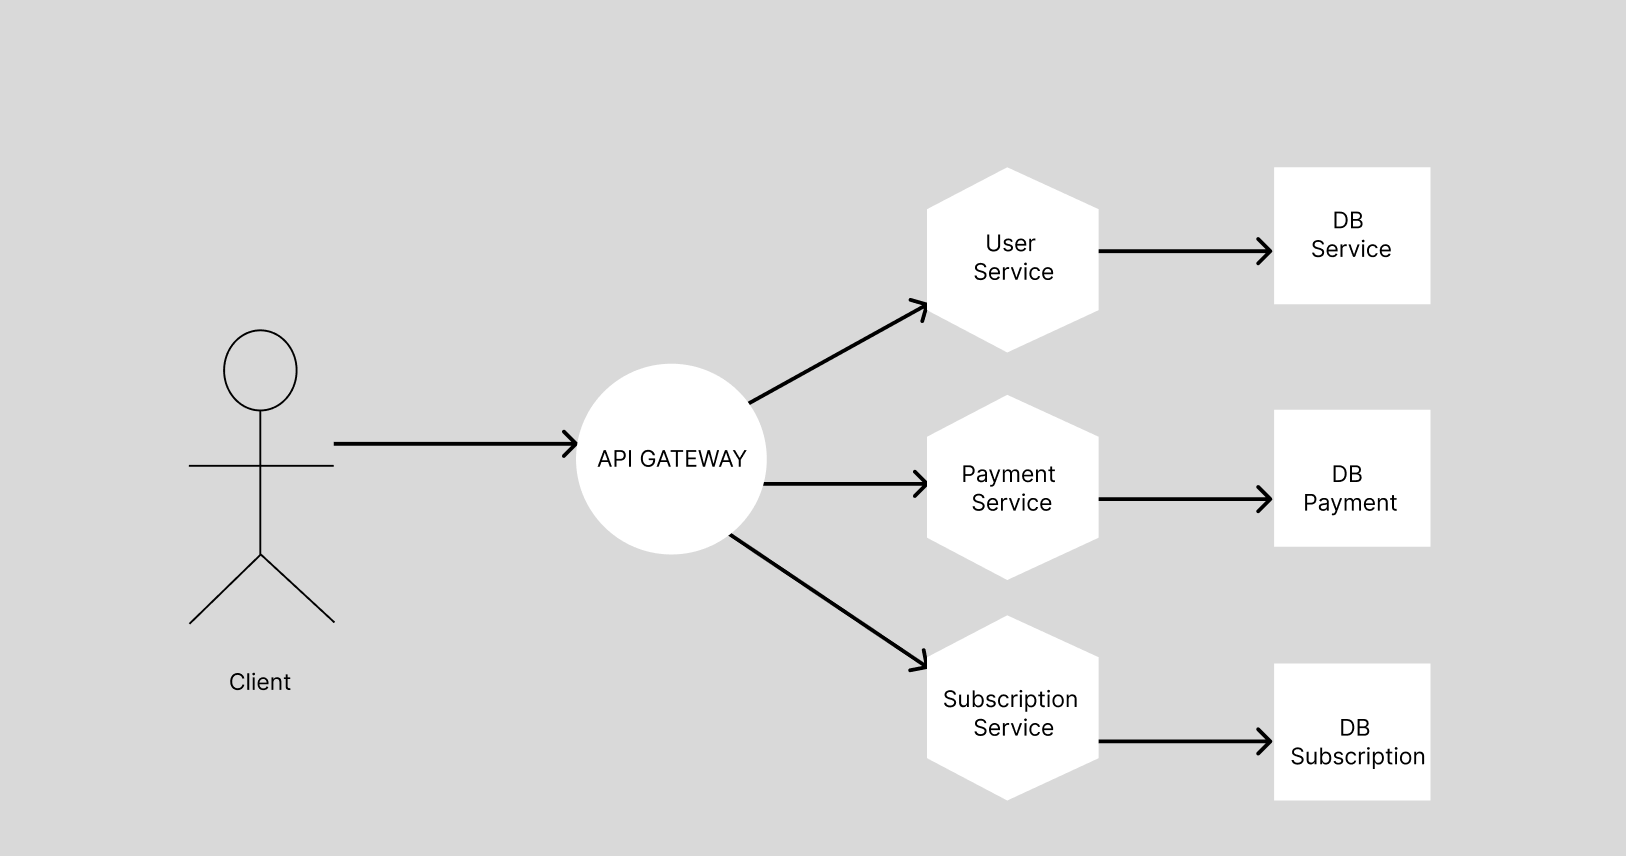 User
Service
DB
Service
API GATEWAY
Payment
Service
DB
Payment
Client
Subscription
Service
DB
Subscription